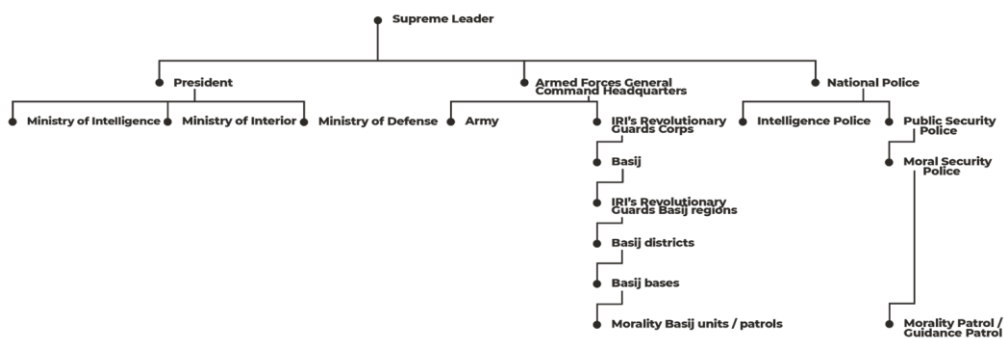 Supreme Leader
President
Armed Forces General
Command Headquarters
National Police
Ministry of Intelligence
Ministry of Interior
Ministry of Defense
Army
IRI's Revolutionary
Guards Corps
Intelligence Police
Public Security
Police
Basij
Moral Security
Police
IRI's Revolutionary
Guards Basij regions
Basij districts
Basij bases
Morality Basij units / patrols
Morality Patrol /
Guidance Patrol